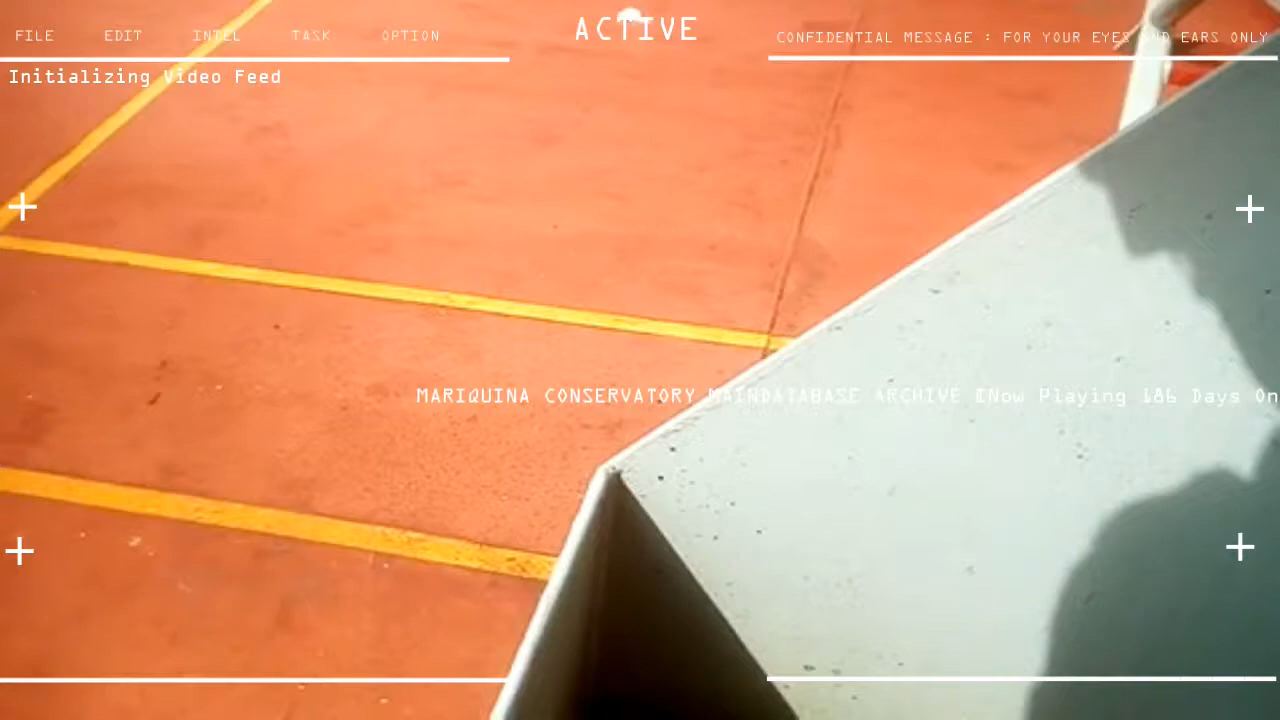 FILE EDIT INTEL TASK OPTION
ACTIVE
CONFIDENTIAL MESSAGE : FOR YOUR EYES AND EARS ONLY
Initializing Video Feed
MARIQUINA CONSERVATORY MAINDATABASE ARCHIVE Now Playing 186 Days On